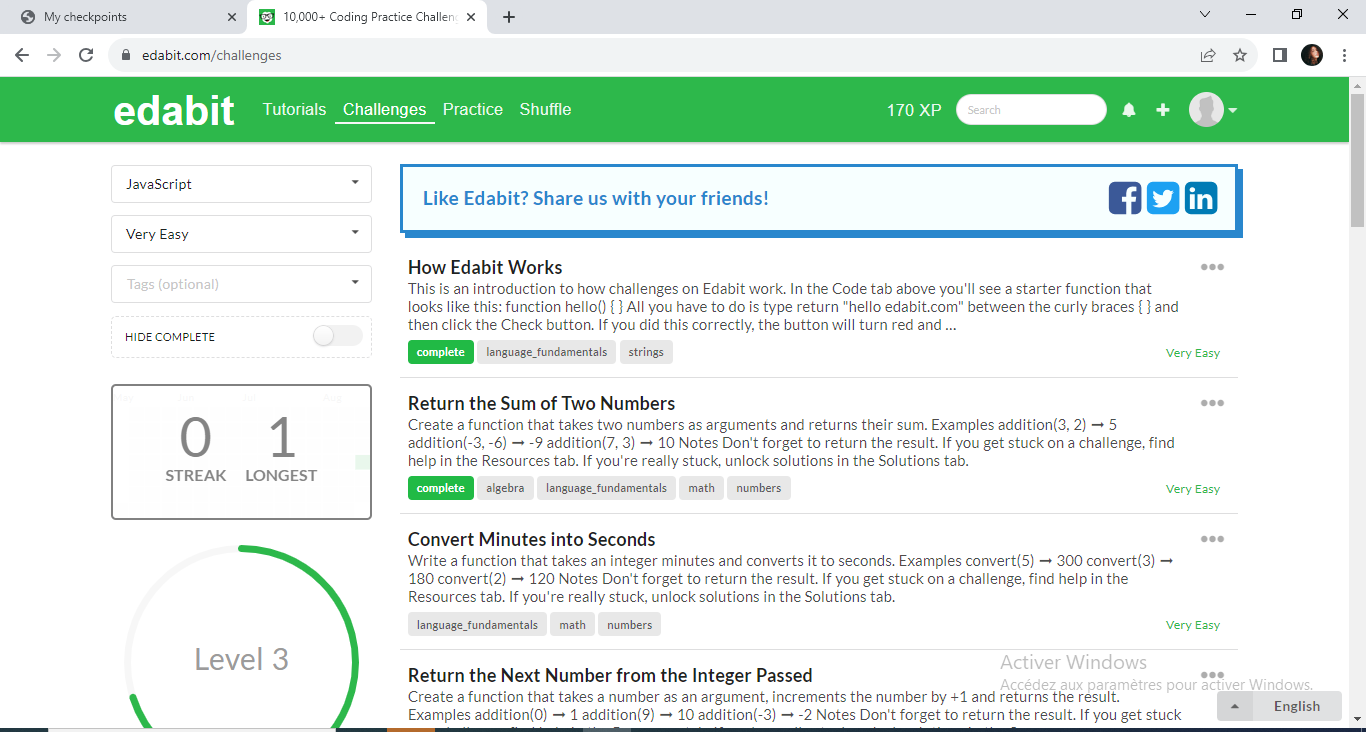 My checkpoints
10,000+ Coding Practice Challeng
edabit.com/challenges
edabit Tutorials Challenges Practice Shuffle 170 XP Search
JavaScript
Very Easy
Tags (optional)
HIDE COMPLETE
May Jun Jul Aug
0 1
STREAK LONGEST
Level 3
Like Edabit? Share us with your friends!
How Edabit Works
This is an introduction to how challenges on Edabit work. In the Code tab above you'll see a starter function that
looks like this: function hello() { } All you have to do is type return "hello edabit.com" between the curly braces { } and
then click the Check button. If you did this correctly, the button will turn red and ...
complete language_fundamentals strings Very Easy
Return the Sum of Two Numbers
Create a function that takes two numbers as arguments and returns their sum. Examples addition(3, 2) ➞ 5
addition(-3, -6) ➞ -9 addition(7, 3) ➞ 10 Notes Don't forget to return the result. If you get stuck on a challenge, find
help in the Resources tab. If you're really stuck, unlock solutions in the Solutions tab.
complete algebra language_fundamentals math numbers Very Easy
Convert Minutes into Seconds
Write a function that takes an integer minutes and converts it to seconds. Examples convert(5) ➞ 300 convert(3) ➞
180 convert(2) ➞ 120 Notes Don't forget to return the result. If you get stuck on a challenge, find help in the
Resources tab. If you're really stuck, unlock solutions in the Solutions tab.
language_fundamentals math numbers Very Easy
Return the Next Number from the Integer Passed
Create a function that takes a number as an argument, increments the number by +1 and returns the result.
Examples addition(0) ➞ 1 addition(9) ➞ 10 addition(-3) ➞ -2 Notes Don't forget to return the result. If you get stuck
Activer Windows
Accédez aux paramètres pour activer Windows.
English